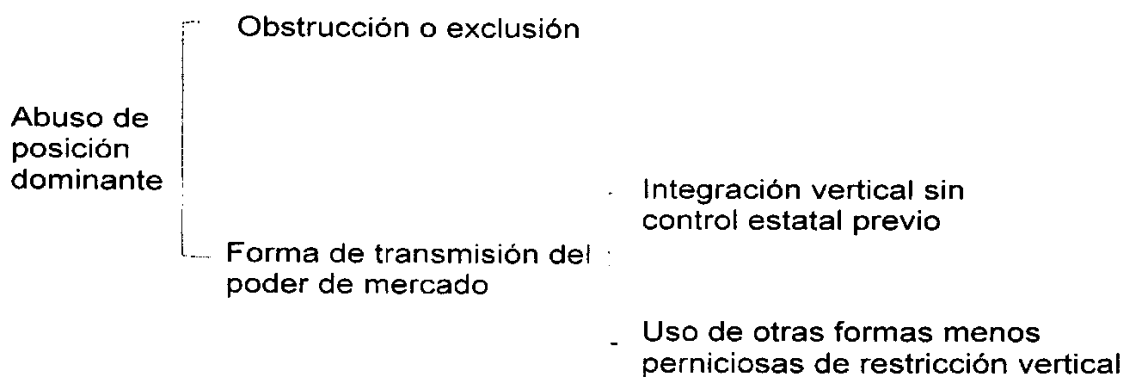 Obstrucción o exclusión
Abuso de
posición
dominante
Integración vertical sin
control estatal previo
Forma de transmisión del
poder de mercado
Uso de otras formas menos
perniciosas de restricción vertical